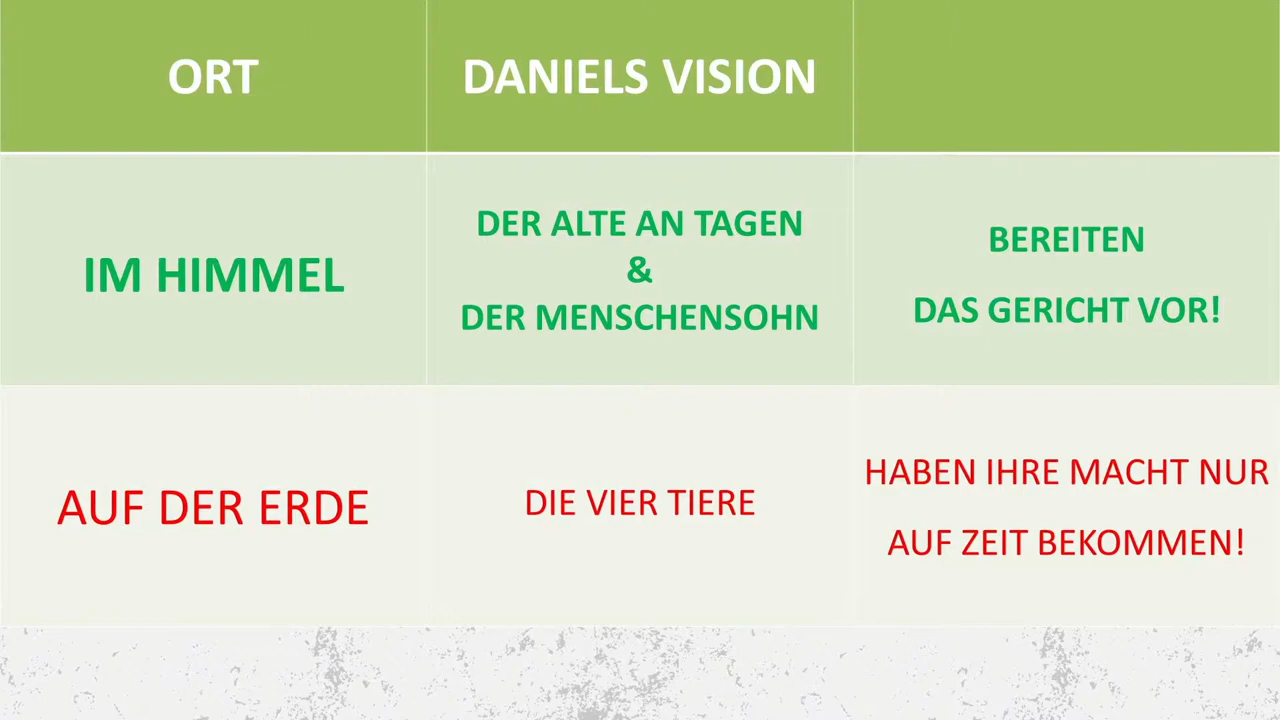 ORT
DANIELS VISION
IM HIMMEL
DER ALTE AN TAGEN
&
DER MENSCHENSOHN
BEREITEN
DAS GERICHT VOR!
AUF DER ERDE
DIE VIER TIERE
HABEN IHRE MACHT NUR
AUF ZEIT BEKOMMEN!